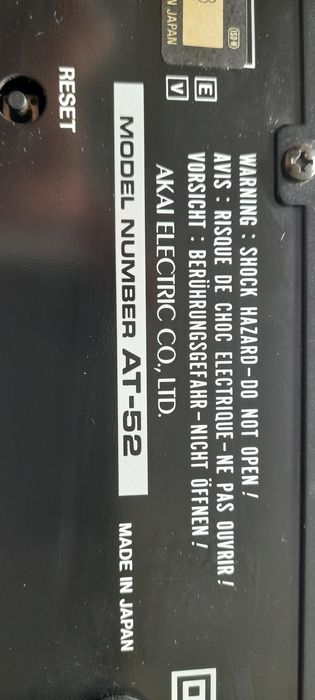 WARNING : SHOCK HAZARD-DO NOT OPEN !
AVIS : RISQUE DE CHOC ELECTRIQUE-NE PAS OUVRIR !
VORSICHT : BERÜHRUNGSGEFAHR-NICHT ÖFFNEN !
E
V
AKAI ELECTRIC CO., LTD.
MODEL NUMBER AT-52
MADE IN JAPAN
RESET
N JAPAN